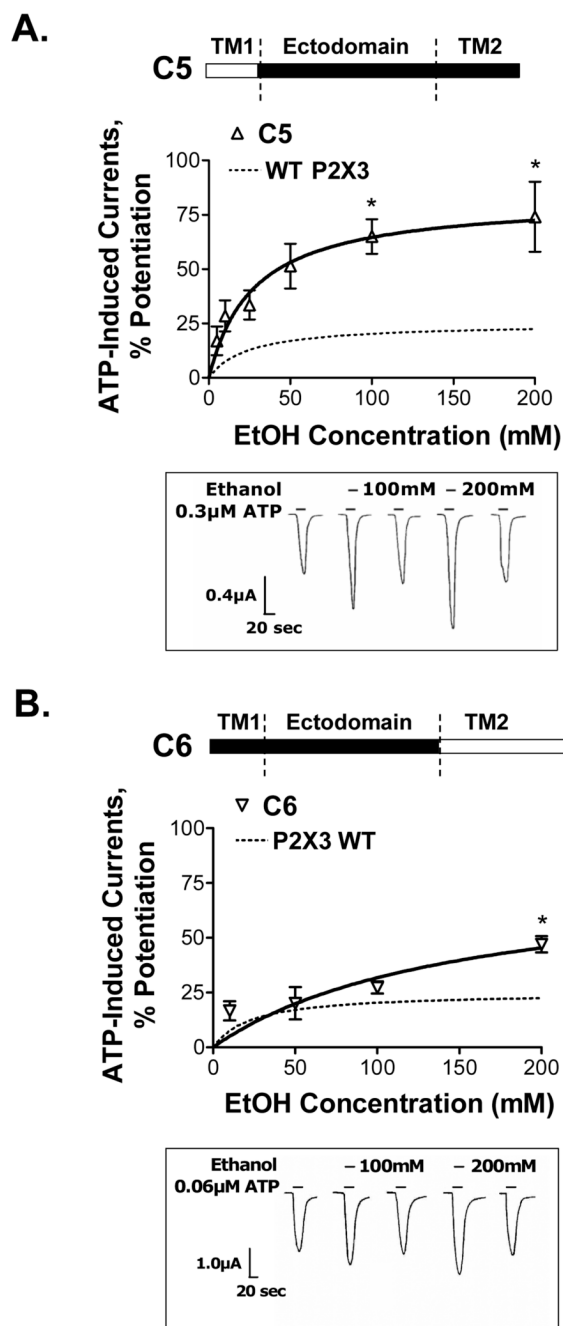 A.
TM1 Ectodomain TM2
C5
C5
WT P2X3
* *
100
75
50
25
0
ATP-Induced Currents,
% Potentiation
0 50 100 150 200
EtOH Concentration (mM)
Ethanol – 100mM – 200mM
0.3µM ATP
0.4µA
20 sec
B.
TM1 Ectodomain TM2
C6
C6
P2X3 WT
*
100
75
50
25
0
ATP-Induced Currents,
% Potentiation
0 50 100 150 200
EtOH Concentration (mM)
Ethanol – 100mM – 200mM
0.06µM ATP
1.0µA
20 sec